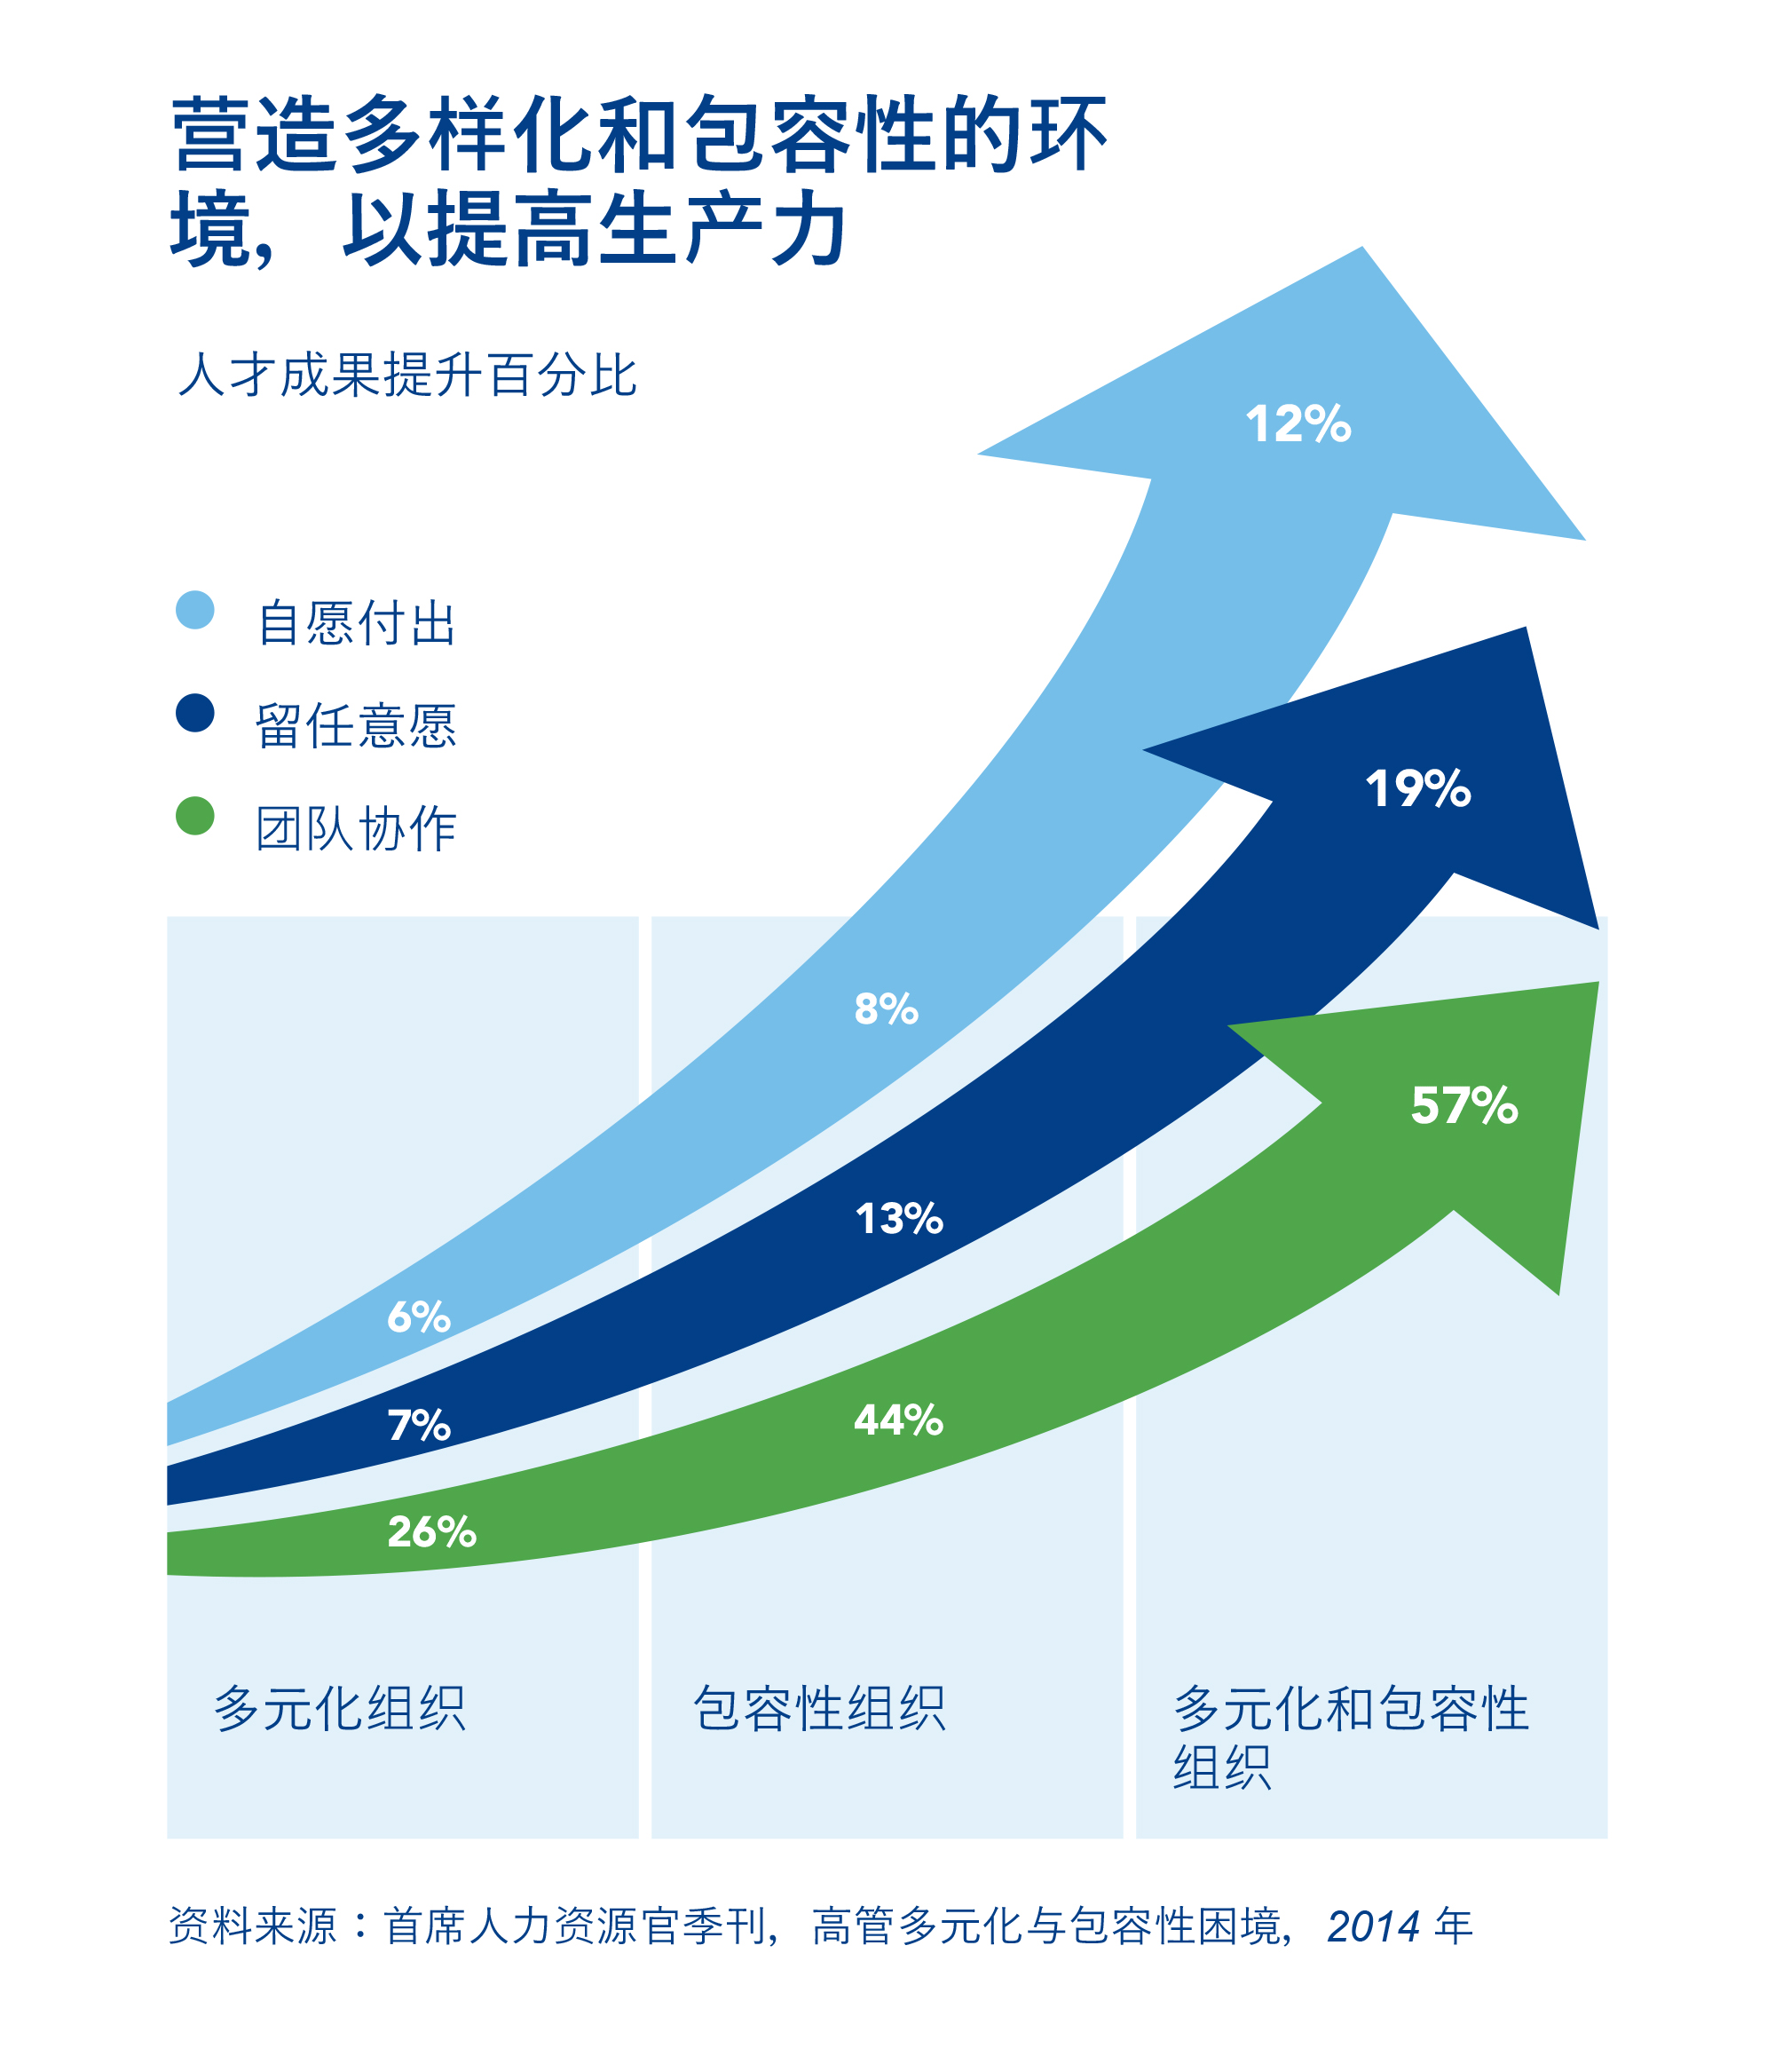 营造多样化和包容性的环
境，以提高生产力
人才成果提升百分比
12%
自愿付出
留任意愿
19%
团队协作
8%
57%
13%
6%
7%
44%
26%
多元化组织
包容性组织
多元化和包容性
组织
资料来源：首席人力资源官季刊，高管多元化与包容性困境，2014 年